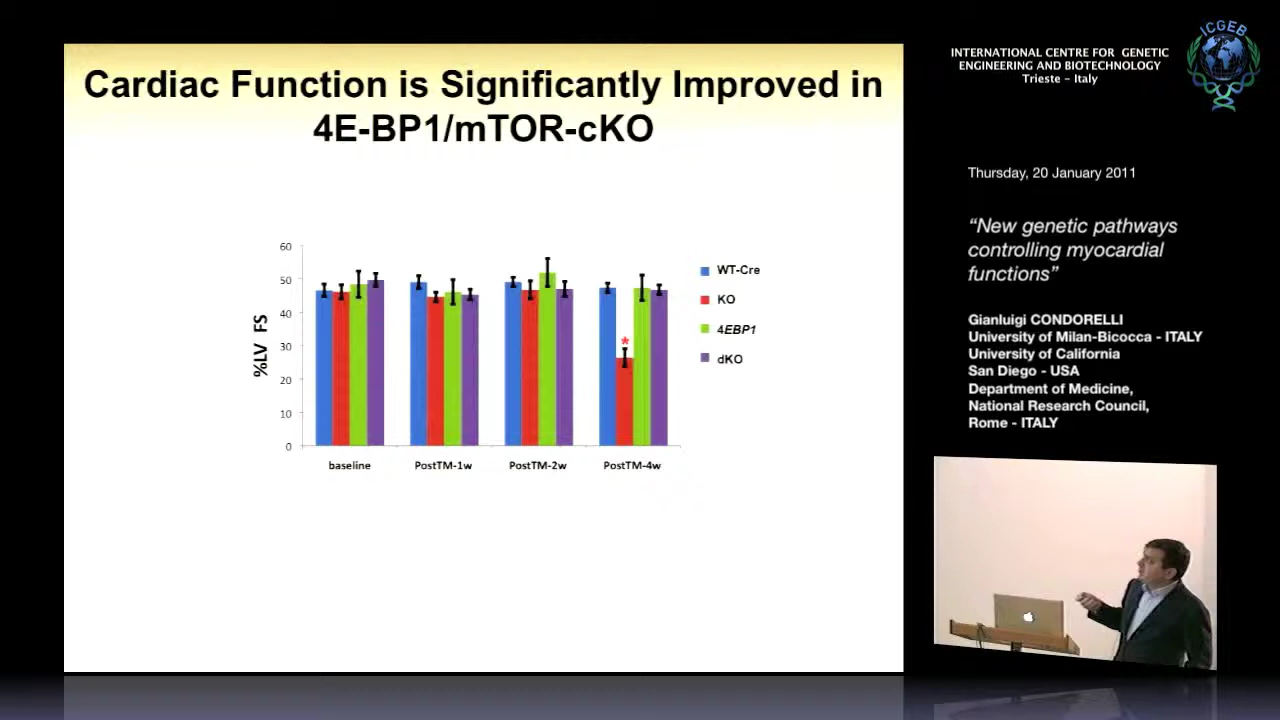 Cardiac Function is Significantly Improved in
4E-BP1/mTOR-cKO
%LV FS
60
50
40
30
20
10
0
*
baseline
PostTM-1w
PostTM-2w
PostTM-4w
WT-Cre
KO
4EBP1
dKO
INTERNATIONAL CENTRE FOR GENETIC
ENGINEERING AND BIOTECHNOLOGY
Trieste - Italy
ICGEB
Thursday, 20 January 2011
“New genetic pathways
controlling myocardial
functions”
Gianluigi CONDORELLI
University of Milan-Bicocca - ITALY
University of California
San Diego - USA
Department of Medicine,
National Research Council,
Rome - ITALY